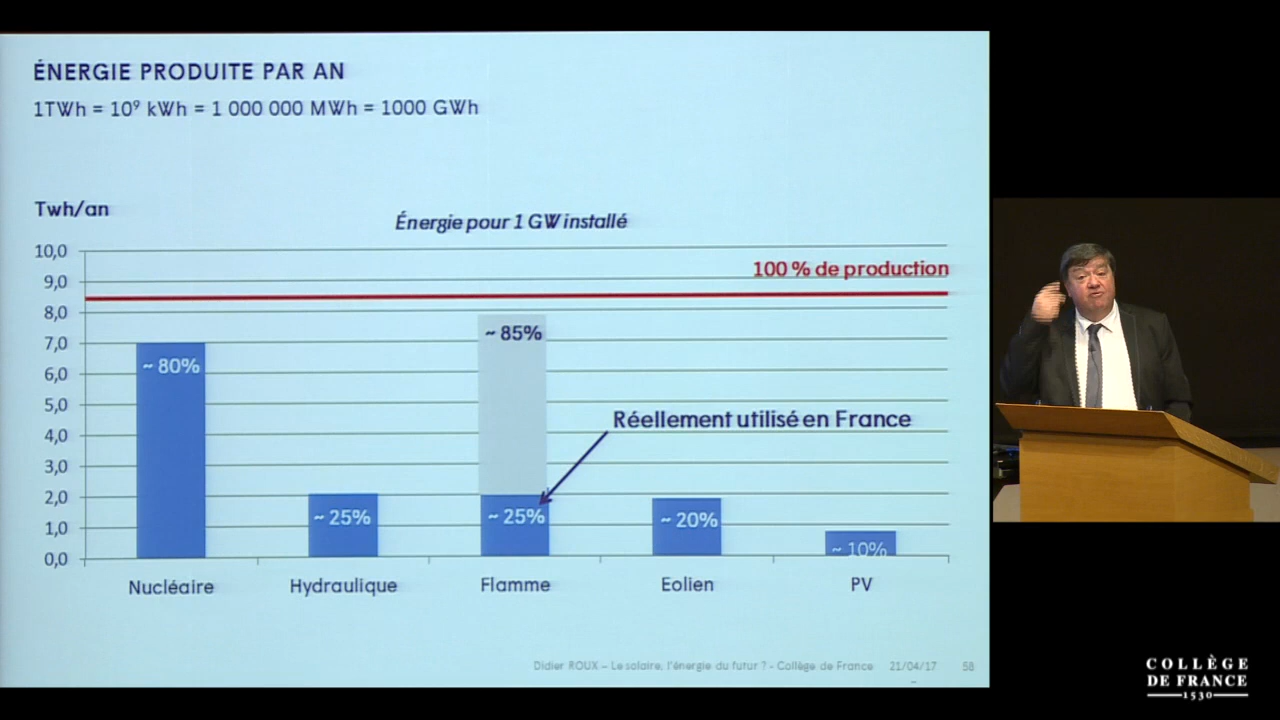 ÉNERGIE PRODUITE PAR AN
1TWh = 10⁹ kWh = 1 000 000 MWh = 1000 GWh
Twh/an
Énergie pour 1 GW installé
10,0
9,0
8,0
7,0
6,0
5,0
4,0
3,0
2,0
1,0
0,0
100 % de production
~ 80%
~ 85%
Réellement utilisé en France
~ 25%
~ 25%
~ 20%
~ 10%
Nucléaire
Hydraulique
Flamme
Eolien
PV
Didier ROUX – Le solaire, l'énergie du futur ? - Collège de France 21/04/17 58
COLLÈGE
DE FRANCE
1530